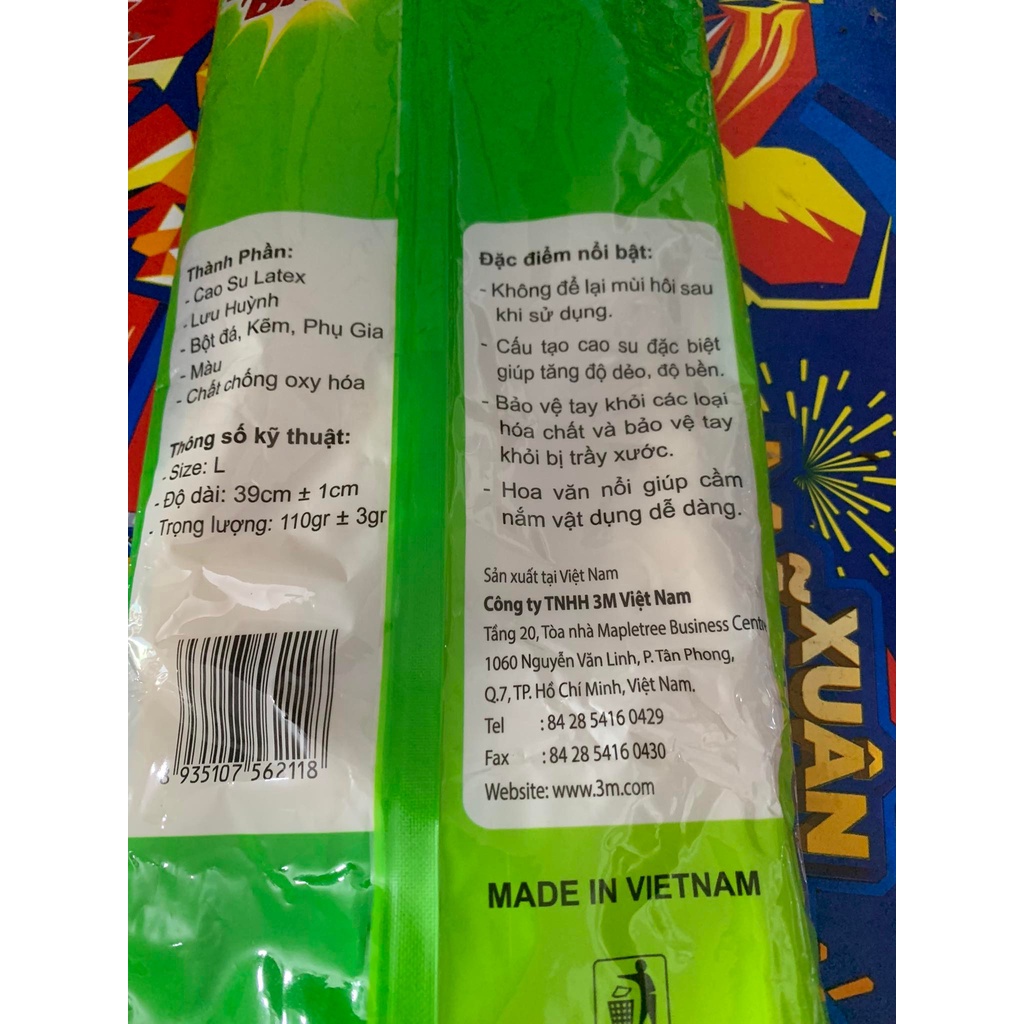 Thành Phần:
- Cao Su Latex
- Lưu Huỳnh
- Bột đá, Kẽm, Phụ Gia
- Màu
- Chất chống oxy hóa
Thông số kỹ thuật:
- Size: L
- Độ dài: 39cm ± 1cm
- Trọng lượng: 110gr ± 3gr
8 935107 562118
Đặc điểm nổi bật:
- Không để lại mùi hôi sau
khi sử dụng.
- Cấu tạo cao su đặc biệt
giúp tăng độ dẻo, độ bền.
- Bảo vệ tay khỏi các loại
hóa chất và bảo vệ tay
khỏi bị trầy xước.
- Hoa văn nổi giúp cầm
nắm vật dụng dễ dàng.
Sản xuất tại Việt Nam
Công ty TNHH 3M Việt Nam
Tầng 20, Tòa nhà Mapletree Business Cent
1060 Nguyễn Văn Linh, P. Tân Phong,
Q.7, TP. Hồ Chí Minh, Việt Nam.
Tel : 84 28 5416 0429
Fax : 84 28 5416 0430
Website: www.3m.com
MADE IN VIETNAM
XUÂN